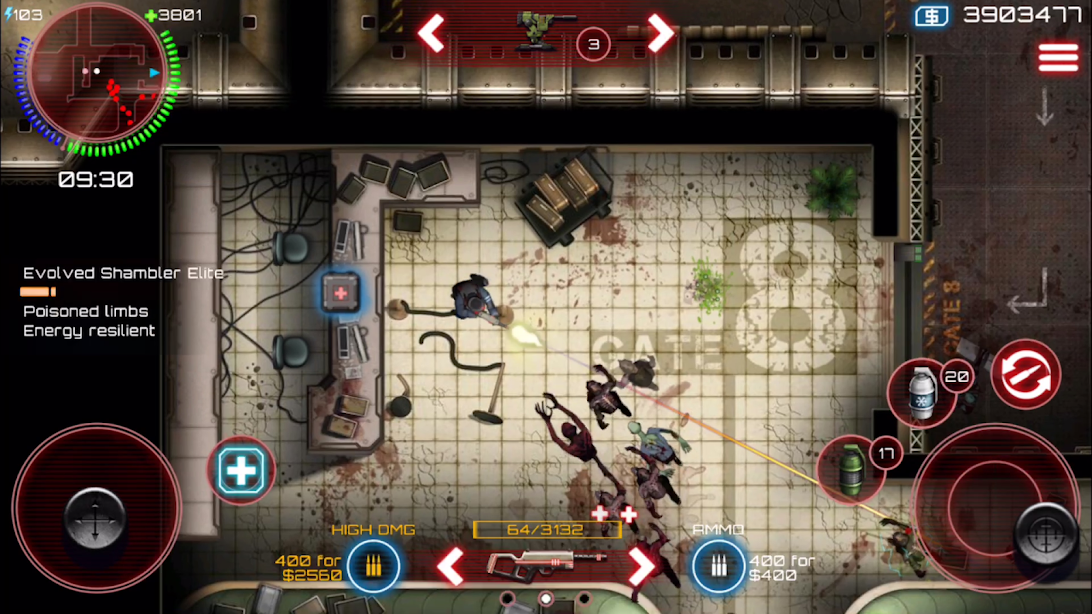 103
3801
3
3903477
09:30
Evolved Shambler Elite
Poisoned limbs
Energy resilient
8
GATE
GATE 8
20
17
HIGH DMG
64/3132
AMMO
400 for
$2560
400 for
$400